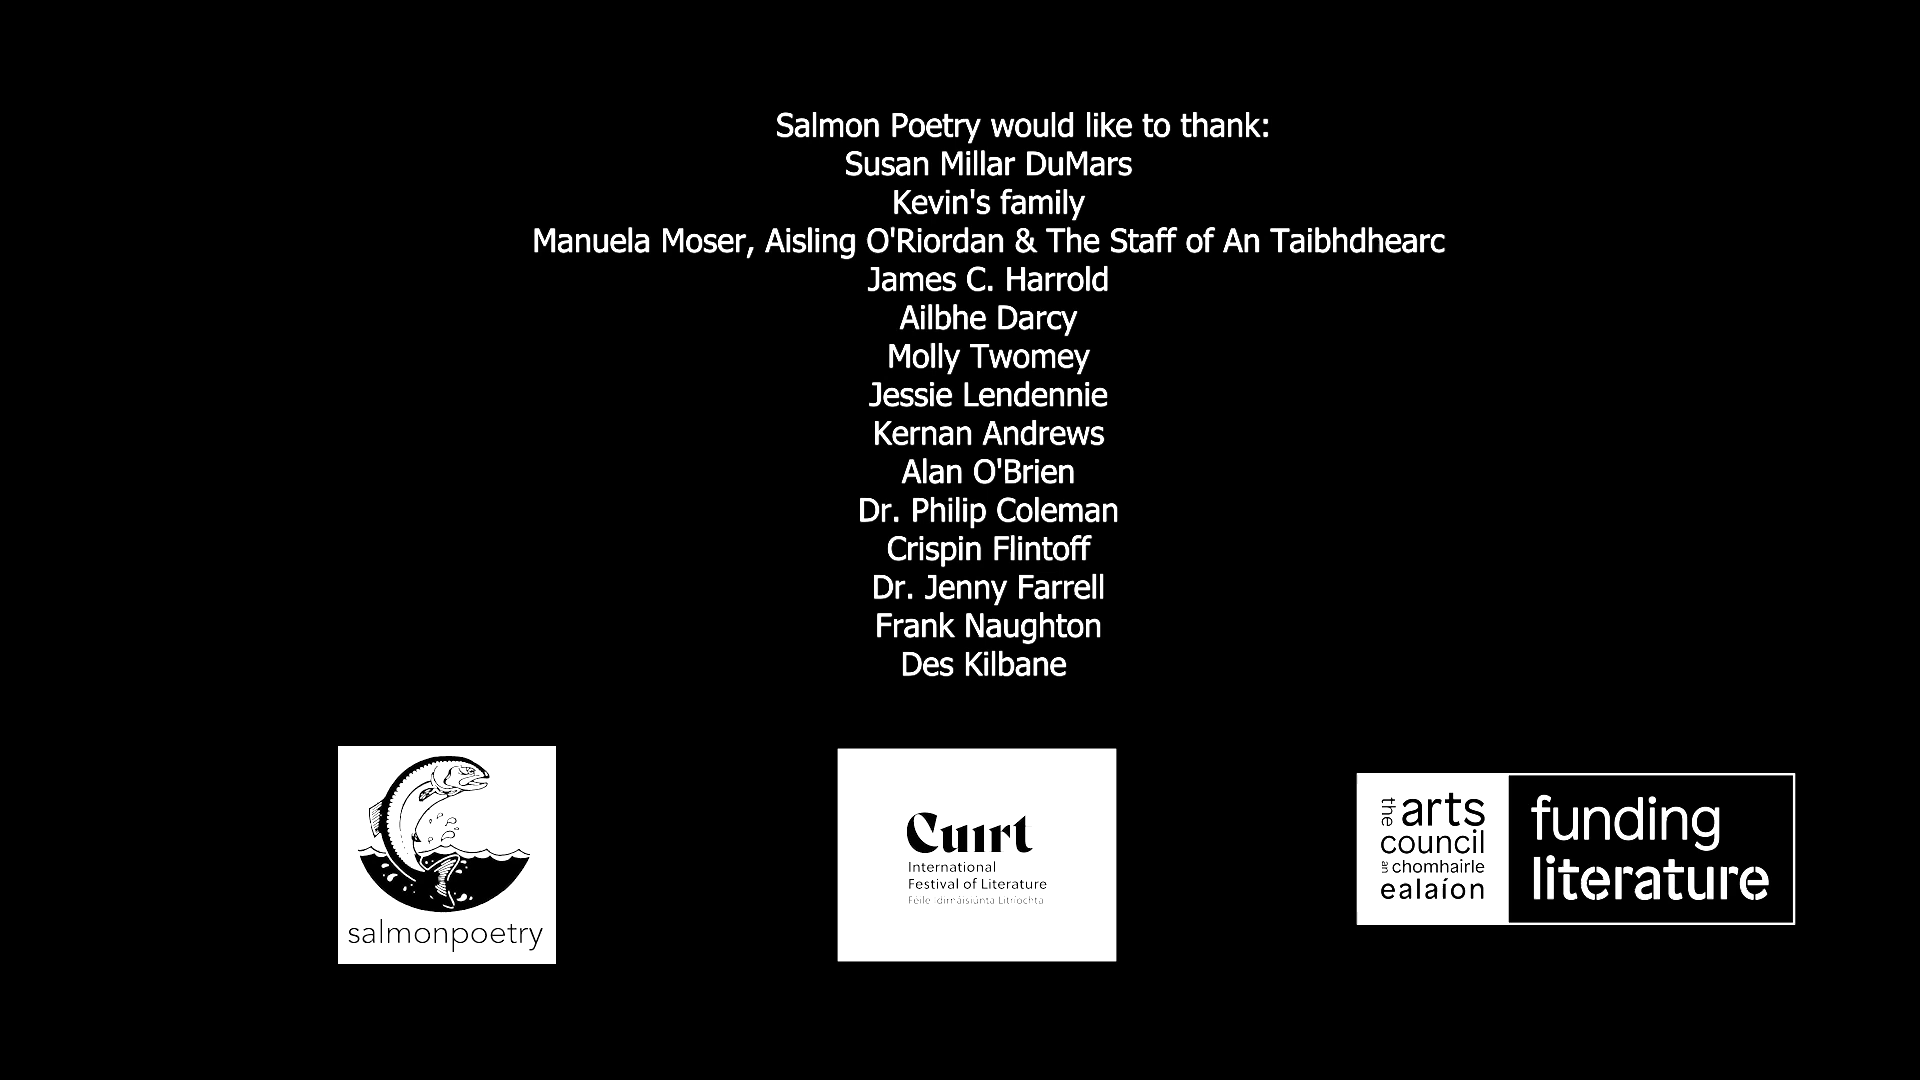 Salmon Poetry would like to thank:
Susan Millar DuMars
Kevin's family
Manuela Moser, Aisling O'Riordan & The Staff of An Taibhdhearc
James C. Harrold
Ailbhe Darcy
Molly Twomey
Jessie Lendennie
Kernan Andrews
Alan O'Brien
Dr. Philip Coleman
Crispin Flintoff
Dr. Jenny Farrell
Frank Naughton
Des Kilbane
salmonpoetry
Cuırt
International
Festival of Literature
Féile Litríochta
the arts
council
an chomhairle
ealaíon
funding
literature